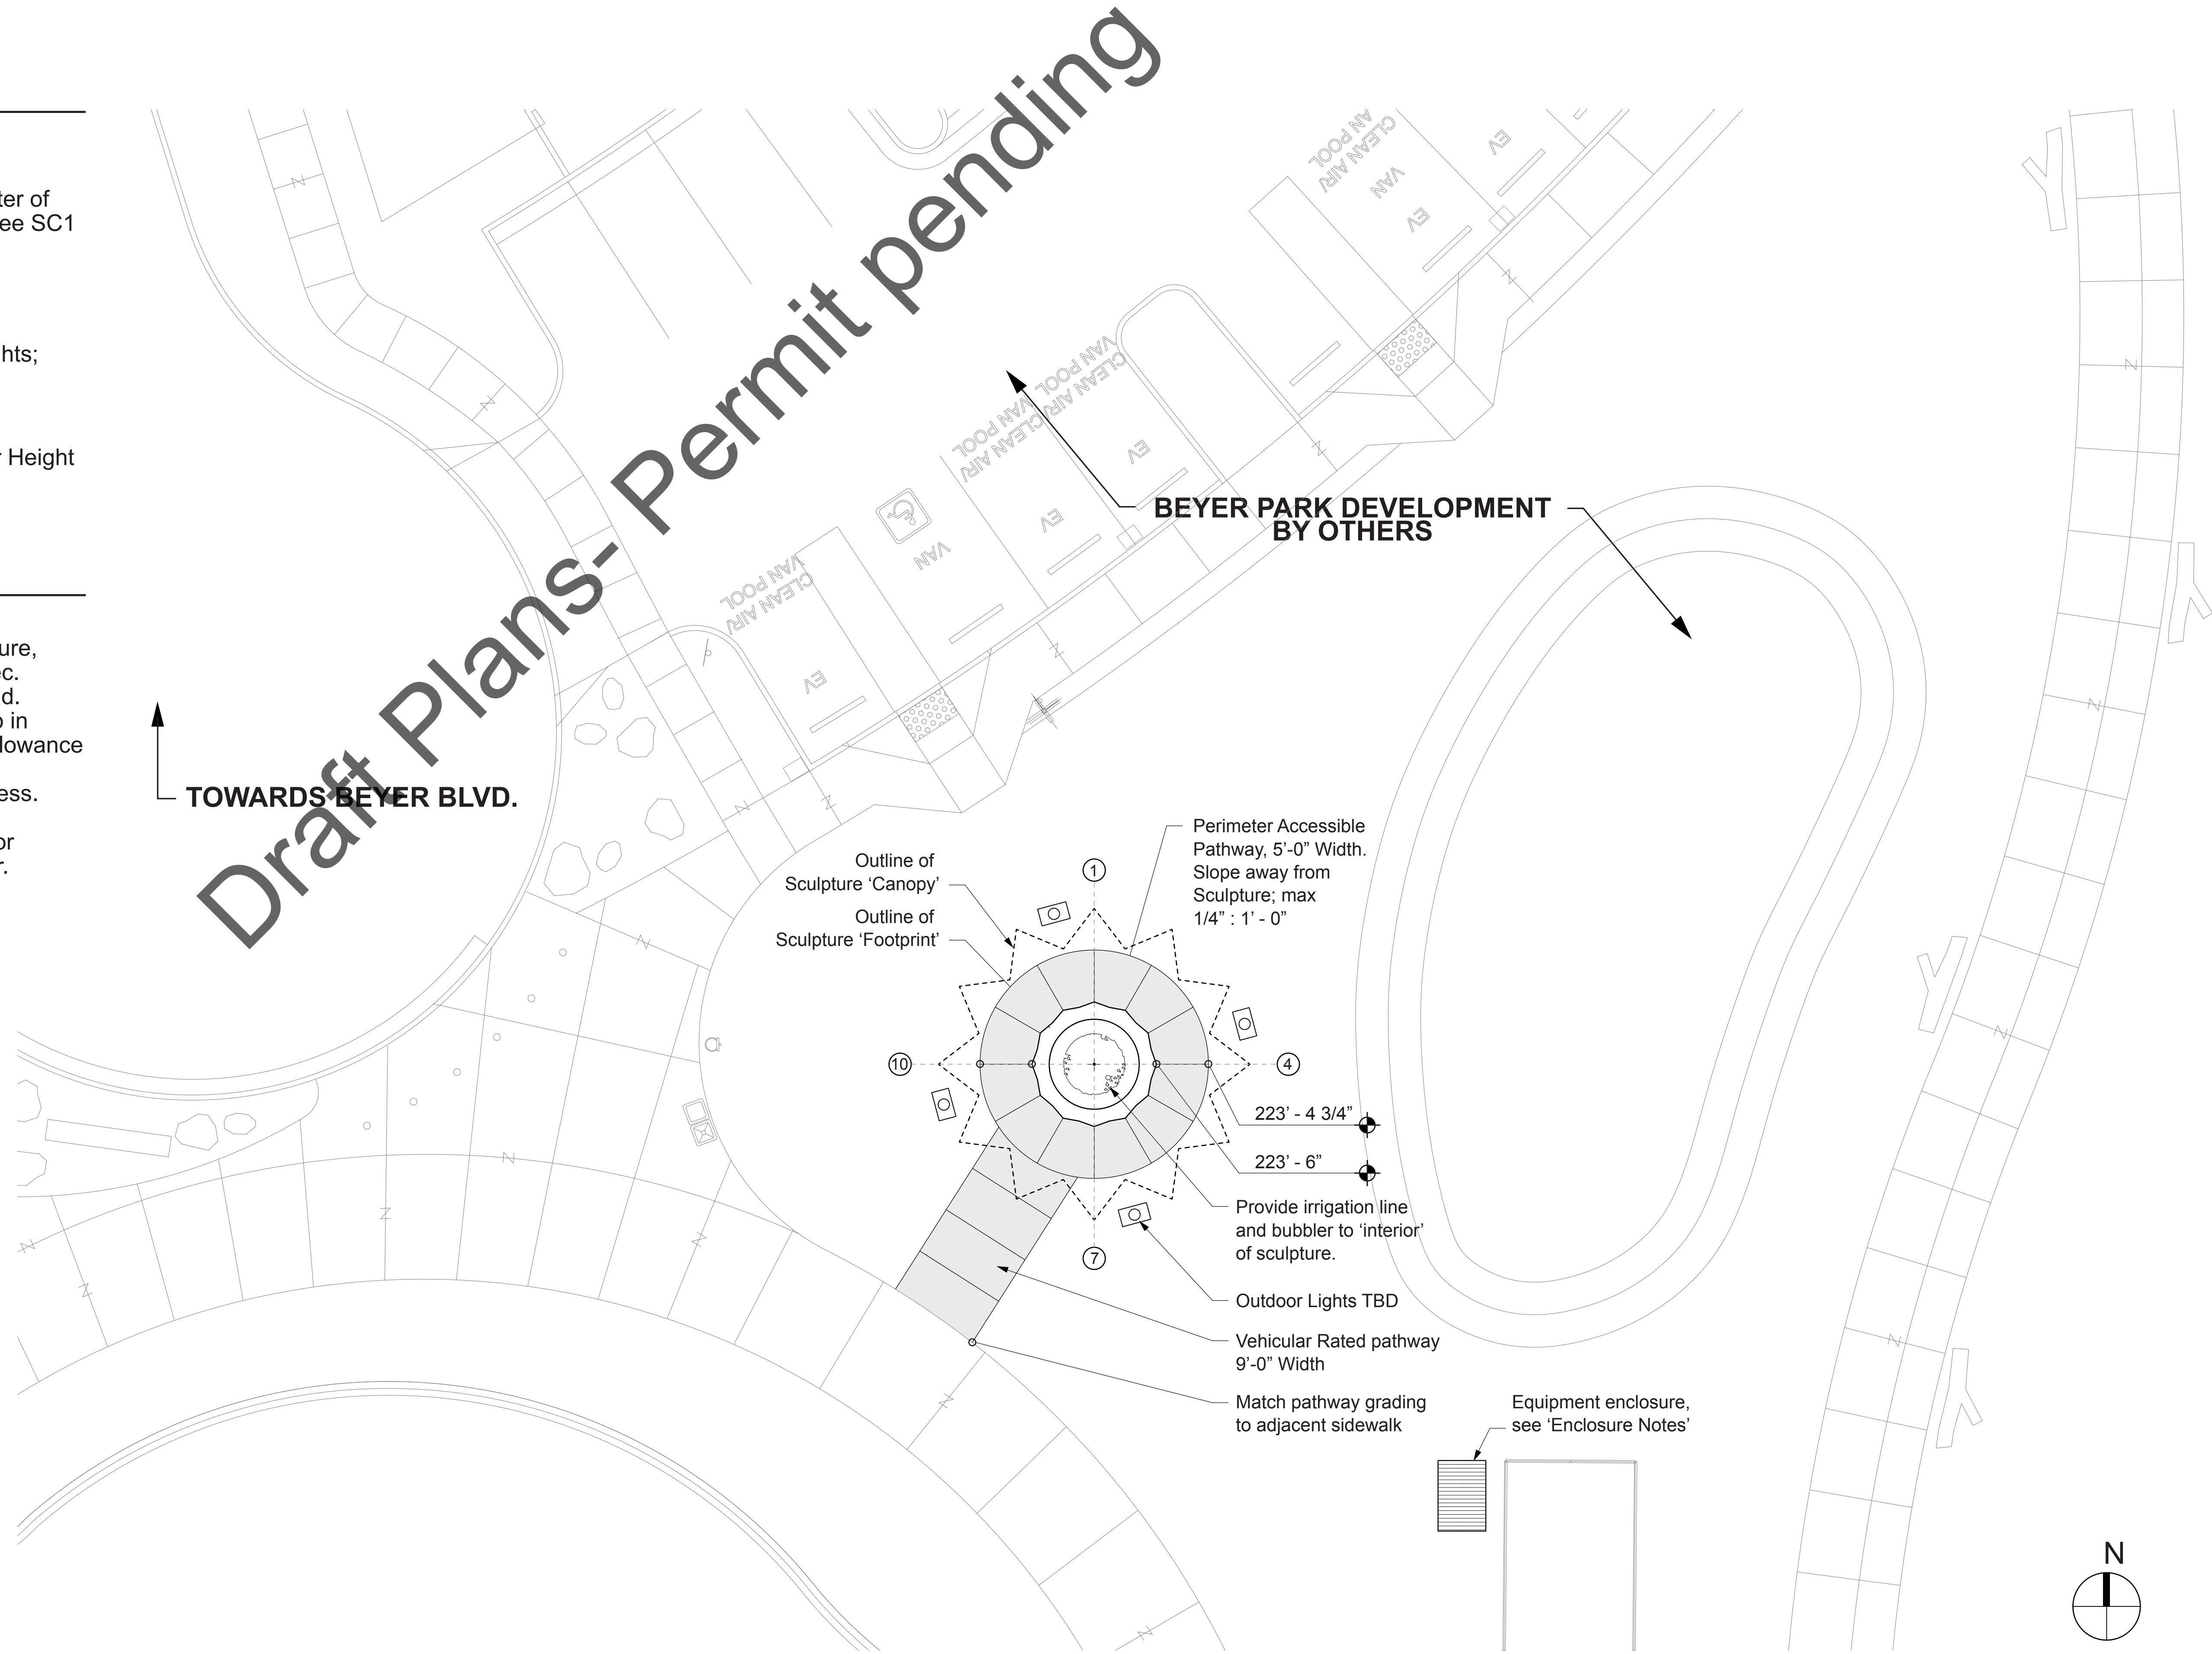 ter of
ee SC1
hts;
r Height
ure,
ec.
d.
o in
lowance
ess.
or
r.
Draft Plans- Permit pending
CLEAN AIR/
VAN POOL
EV
VAN
EV
CLEAN AIR/
VAN POOL
CLEAN AIR/
VAN POOL
EV
EV
VAN
CLEAN AIR/
VAN POOL
EV
BEYER PARK DEVELOPMENT
BY OTHERS
TOWARDS BEYER BLVD.
Outline of
Sculpture ‘Canopy’
Outline of
Sculpture ‘Footprint’
Perimeter Accessible
Pathway, 5’-0” Width.
Slope away from
Sculpture; max
1/4” : 1’ - 0”
1
10
4
7
223’ - 4 3/4”
223’ - 6”
Provide irrigation line
and bubbler to ‘interior’
of sculpture.
Outdoor Lights TBD
Vehicular Rated pathway
9’-0” Width
Match pathway grading
to adjacent sidewalk
Equipment enclosure,
see ‘Enclosure Notes’
N